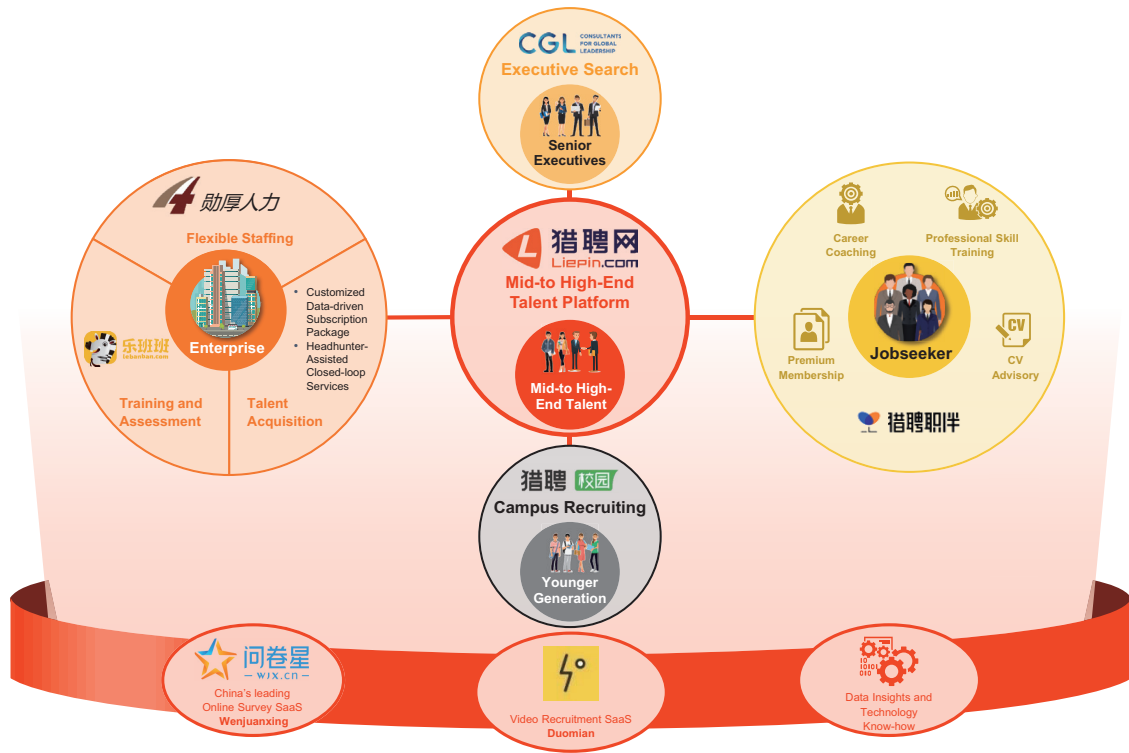 CGL
CONSULTANTS
FOR GLOBAL
LEADERSHIP
Executive Search
Senior
Executives
勋厚人力
Flexible Staffing
Enterprise
• Customized
Data-driven
Subscription
Package
• Headhunter-
Assisted
Closed-loop
Services
乐班班
lebanban.com
Training and
Assessment
Talent
Acquisition
猎聘网
Liepin.com
Mid-to High-End
Talent Platform
Mid-to High-
End Talent
Career
Coaching
Professional Skill
Training
Jobseeker
Premium
Membership
CV
CV
Advisory
猎聘职伴
猎聘 校园
Campus Recruiting
Younger
Generation
问卷星
WJX.CN
China's leading
Online Survey SaaS
Wenjuanxing
Video Recruitment SaaS
Duomian
10
0101
010
Data Insights and
Technology
Know-how